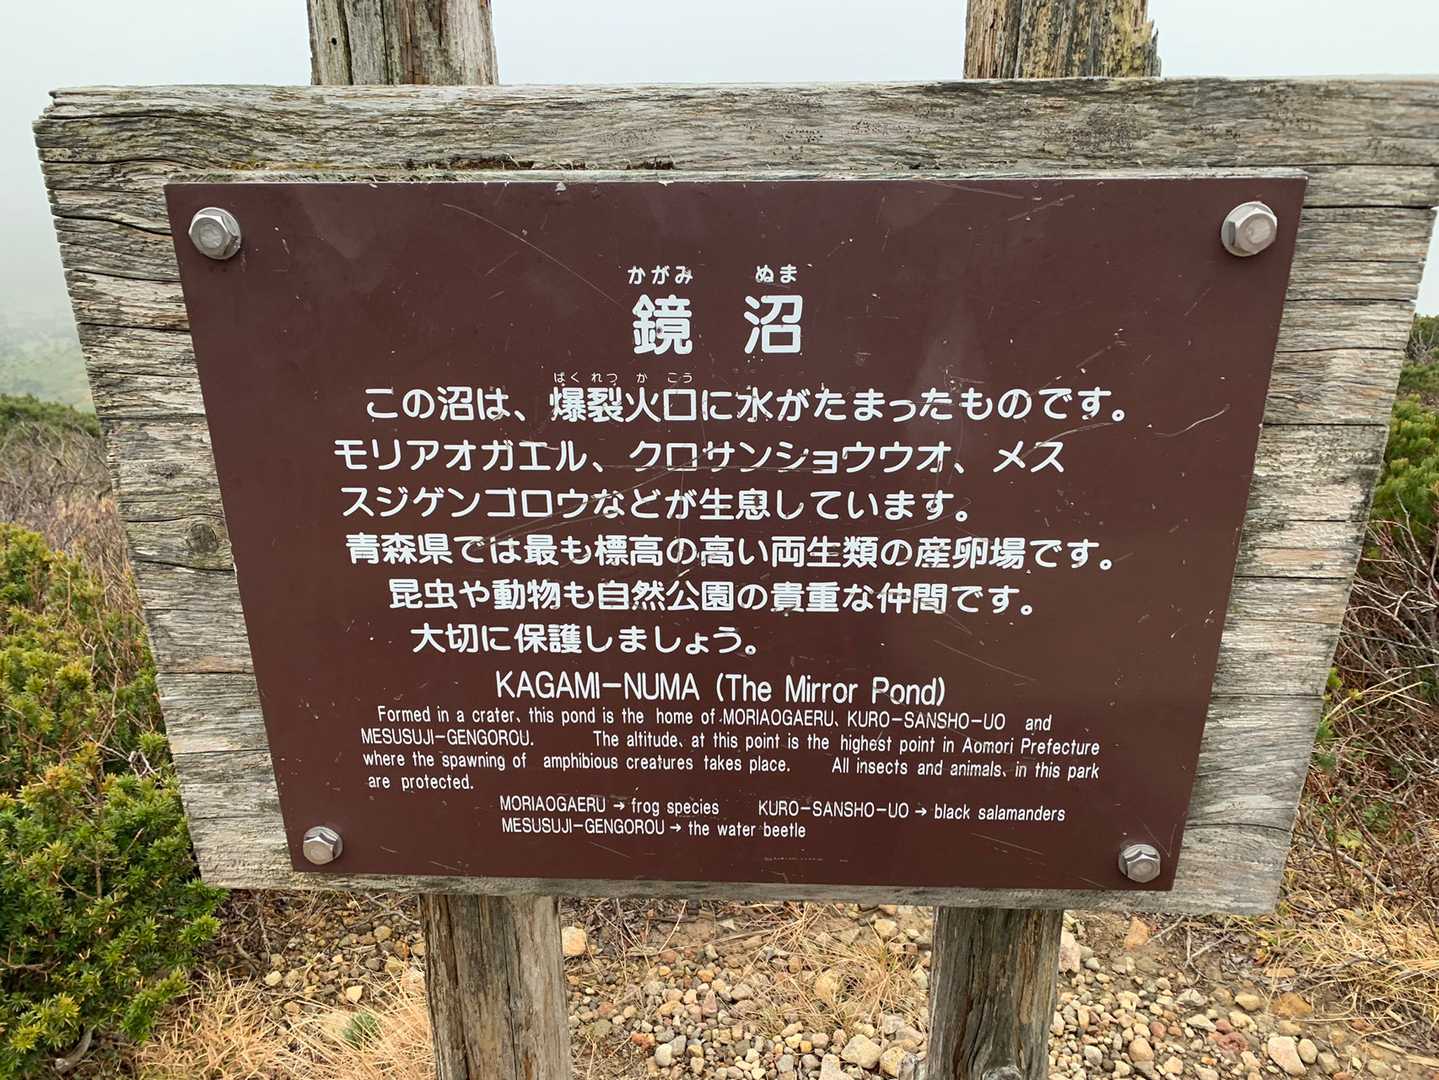 かがみ ぬま
鏡 沼
ばくれつかこう
この沼は、爆裂火口に水がたまったものです。
モリアオガエル、クロサンショウウオ、メス
スジゲンゴロウなどが生息しています。
青森県では最も標高の高い両生類の産卵場です。
昆虫や動物も自然公園の貴重な仲間です。
大切に保護しましょう。
KAGAMI-NUMA (The Mirror Pond)
Formed in a crater, this pond is the home of MORIAOGAERU, KURO-SANSHO-UO and
MESUSUJI-GENGOROU. The altitude, at this point is the highest point in Aomori Prefecture
where the spawning of amphibious creatures takes place. All insects and animals, in this park
are protected.
MORIAOGAERU → frog species KURO-SANSHO-UO → black salamanders
MESUSUJI-GENGOROU → the water beetle